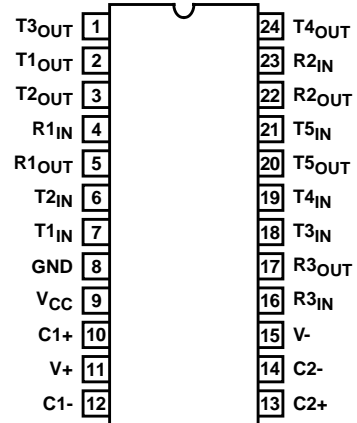 T3OUT 1 24 T4OUT
T1OUT 2 23 R2IN
T2OUT 3 22 R2OUT
R1IN 4 21 T5IN
R1OUT 5 20 T5OUT
T2IN 6 19 T4IN
T1IN 7 18 T3IN
GND 8 17 R3OUT
VCC 9 16 R3IN
C1+ 10 15 V-
V+ 11 14 C2-
C1- 12 13 C2+